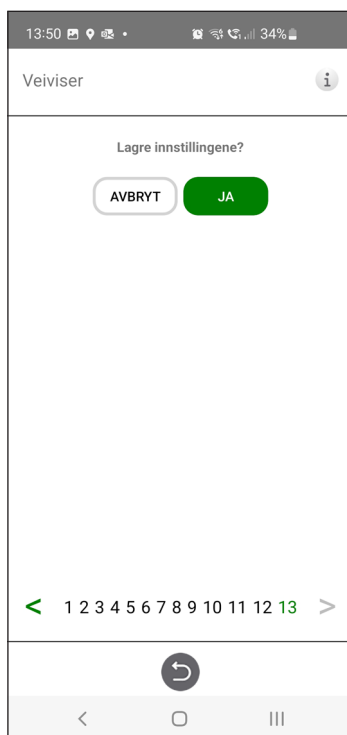 13:50 34%
Veiviser i
Lagre innstillingene?
AVBRYT JA
< 1 2 3 4 5 6 7 8 9 10 11 12 13 >